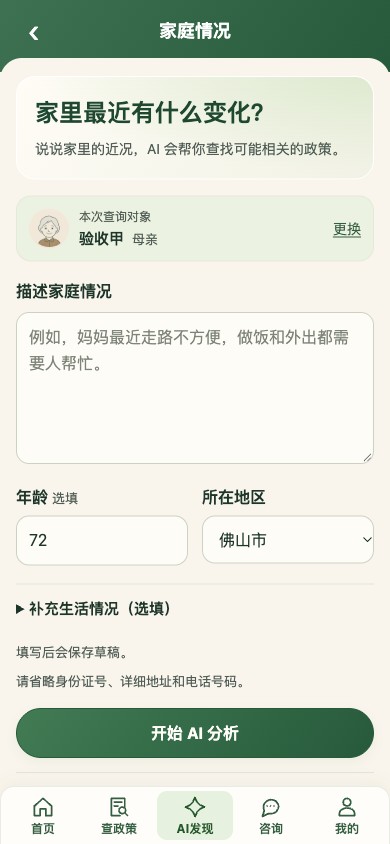 家庭情况
家里最近有什么变化?
说说家里的近况，AI 会帮你查找可能相关的政策。
本次查询对象
验收甲 母亲
更换
描述家庭情况
例如，妈妈最近走路不方便，做饭和外出都需
要人帮忙。
年龄 选填
所在地区
72
佛山市
补充生活情况（选填）
填写后会保存草稿。
请省略身份证号、详细地址和电话号码。
开始 AI 分析
首页
查政策
AI发现
咨询
我的